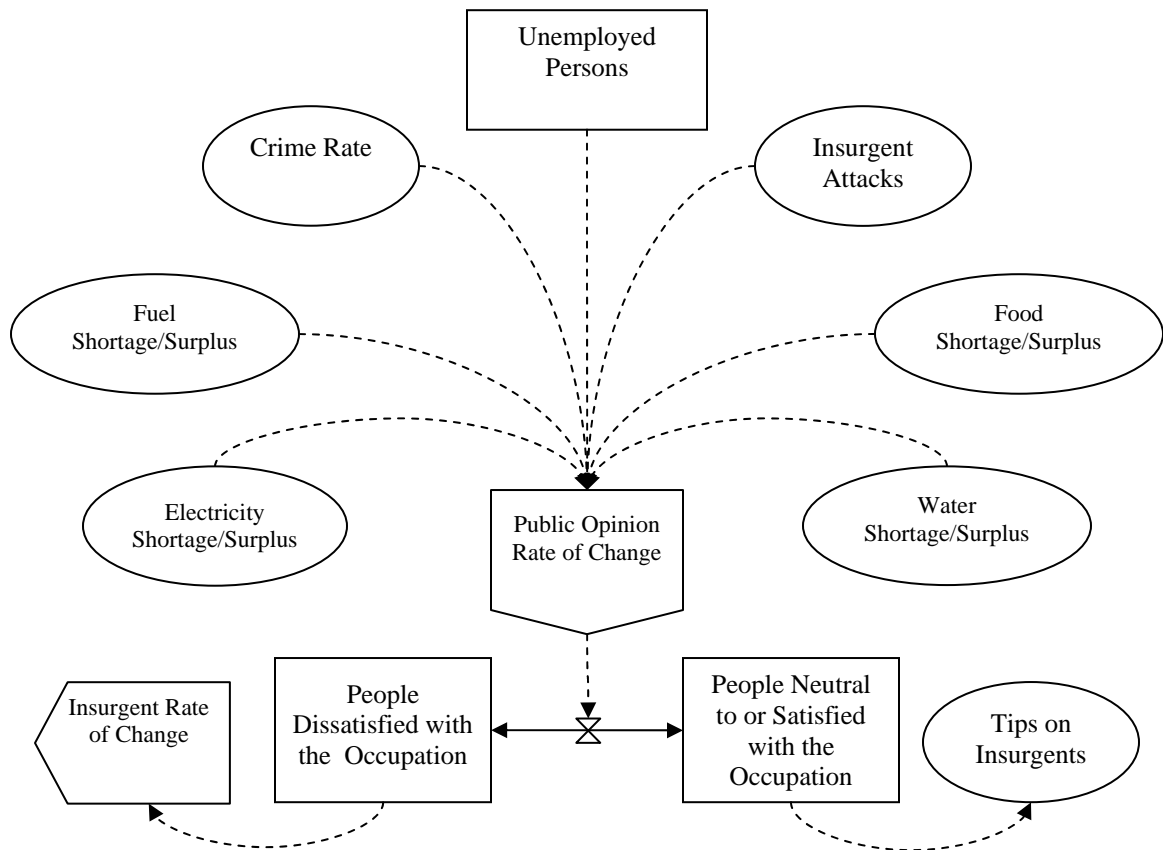 Unemployed
Persons
Crime Rate
Insurgent
Attacks
Fuel
Shortage/Surplus
Food
Shortage/Surplus
Electricity
Shortage/Surplus
Public Opinion
Rate of Change
Water
Shortage/Surplus
Insurgent Rate
of Change
People
Dissatisfied with
the Occupation
People Neutral
to or Satisfied
with the
Occupation
Tips on
Insurgents